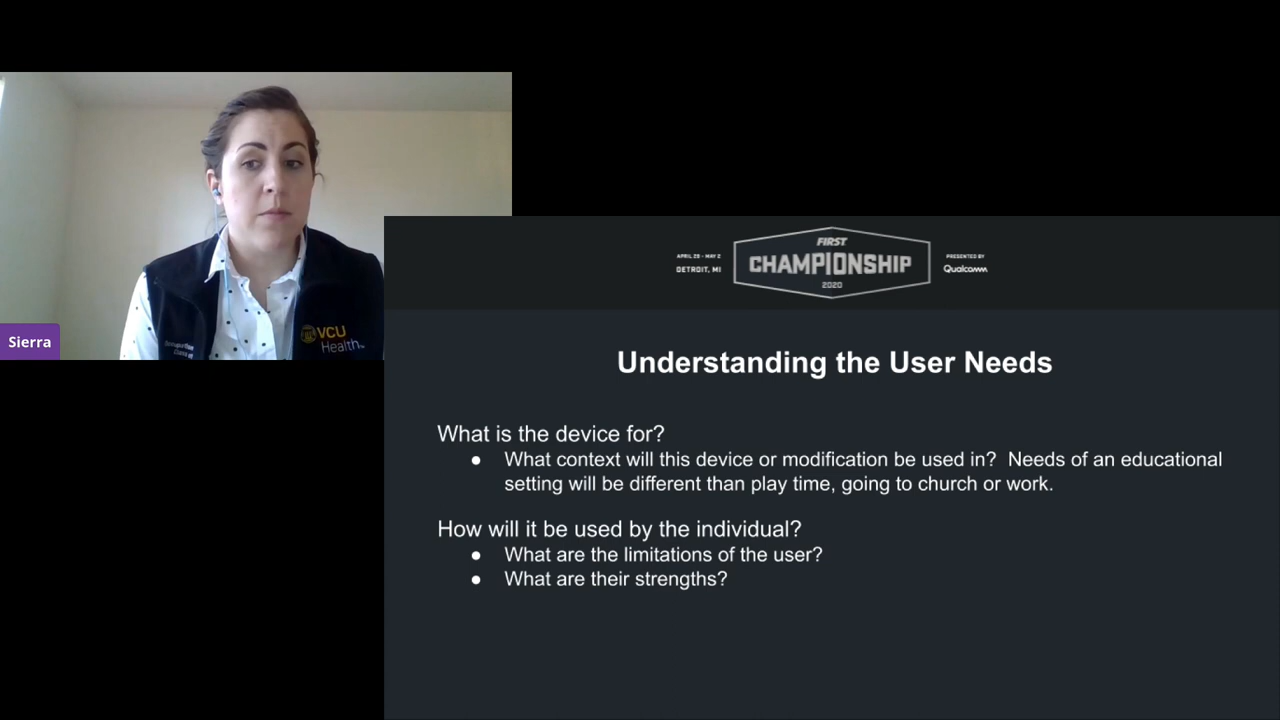 Sierra
VCU
Health
FIRST
APRIL 29 - MAY 2
CHAMPIONSHIP
PRESENTED BY
DETROIT, MI
Qualcomm
2020
Understanding the User Needs
What is the device for?
● What context will this device or modification be used in?  Needs of an educational
setting will be different than play time, going to church or work.
How will it be used by the individual?
● What are the limitations of the user?
● What are their strengths?